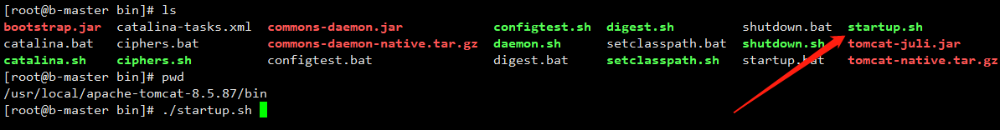 [root@b-master bin]# ls
bootstrap.jar catalina-tasks.xml commons-daemon.jar configtest.sh digest.sh shutdown.bat startup.sh
catalina.bat ciphers.bat commons-daemon-native.tar.gz daemon.sh setclasspath.bat shutdown.sh tomcat-juli.jar
catalina.sh ciphers.sh configtest.bat digest.bat setclasspath.sh startup.bat tomcat-native.tar.gz
[root@b-master bin]# pwd
/usr/local/apache-tomcat-8.5.87/bin
[root@b-master bin]# ./startup.sh